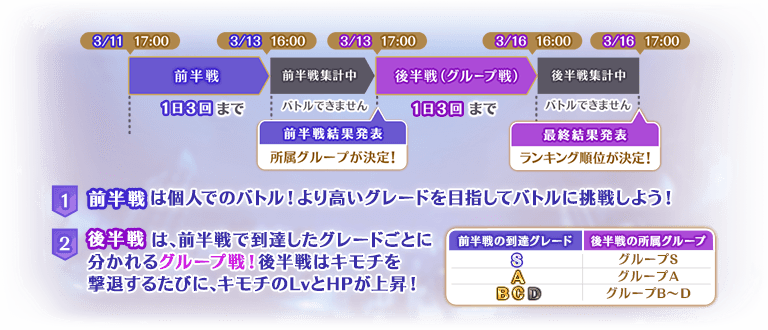 3/11 17:00 3/13 16:00 3/13 17:00 3/16 16:00 3/16 17:00
前半戦 前半戦集計中 後半戦(グループ戦) 後半戦集計中
1日3回まで バトルできません 1日3回まで バトルできません
前半戦結果発表 最終結果発表
所属グループが決定! ランキング順位が決定!
1 前半戦は個人でのバトル!より高いグレードを目指してバトルに挑戦しよう!
2 後半戦は、前半戦で到達したグレードごとに
分かれるグループ戦!後半戦はキモチを
撃退するたびに、キモチのLvとHPが上昇!
前半戦の到達グレード 後半戦の所属グループ
S グループS
A グループA
B C D グループB~D